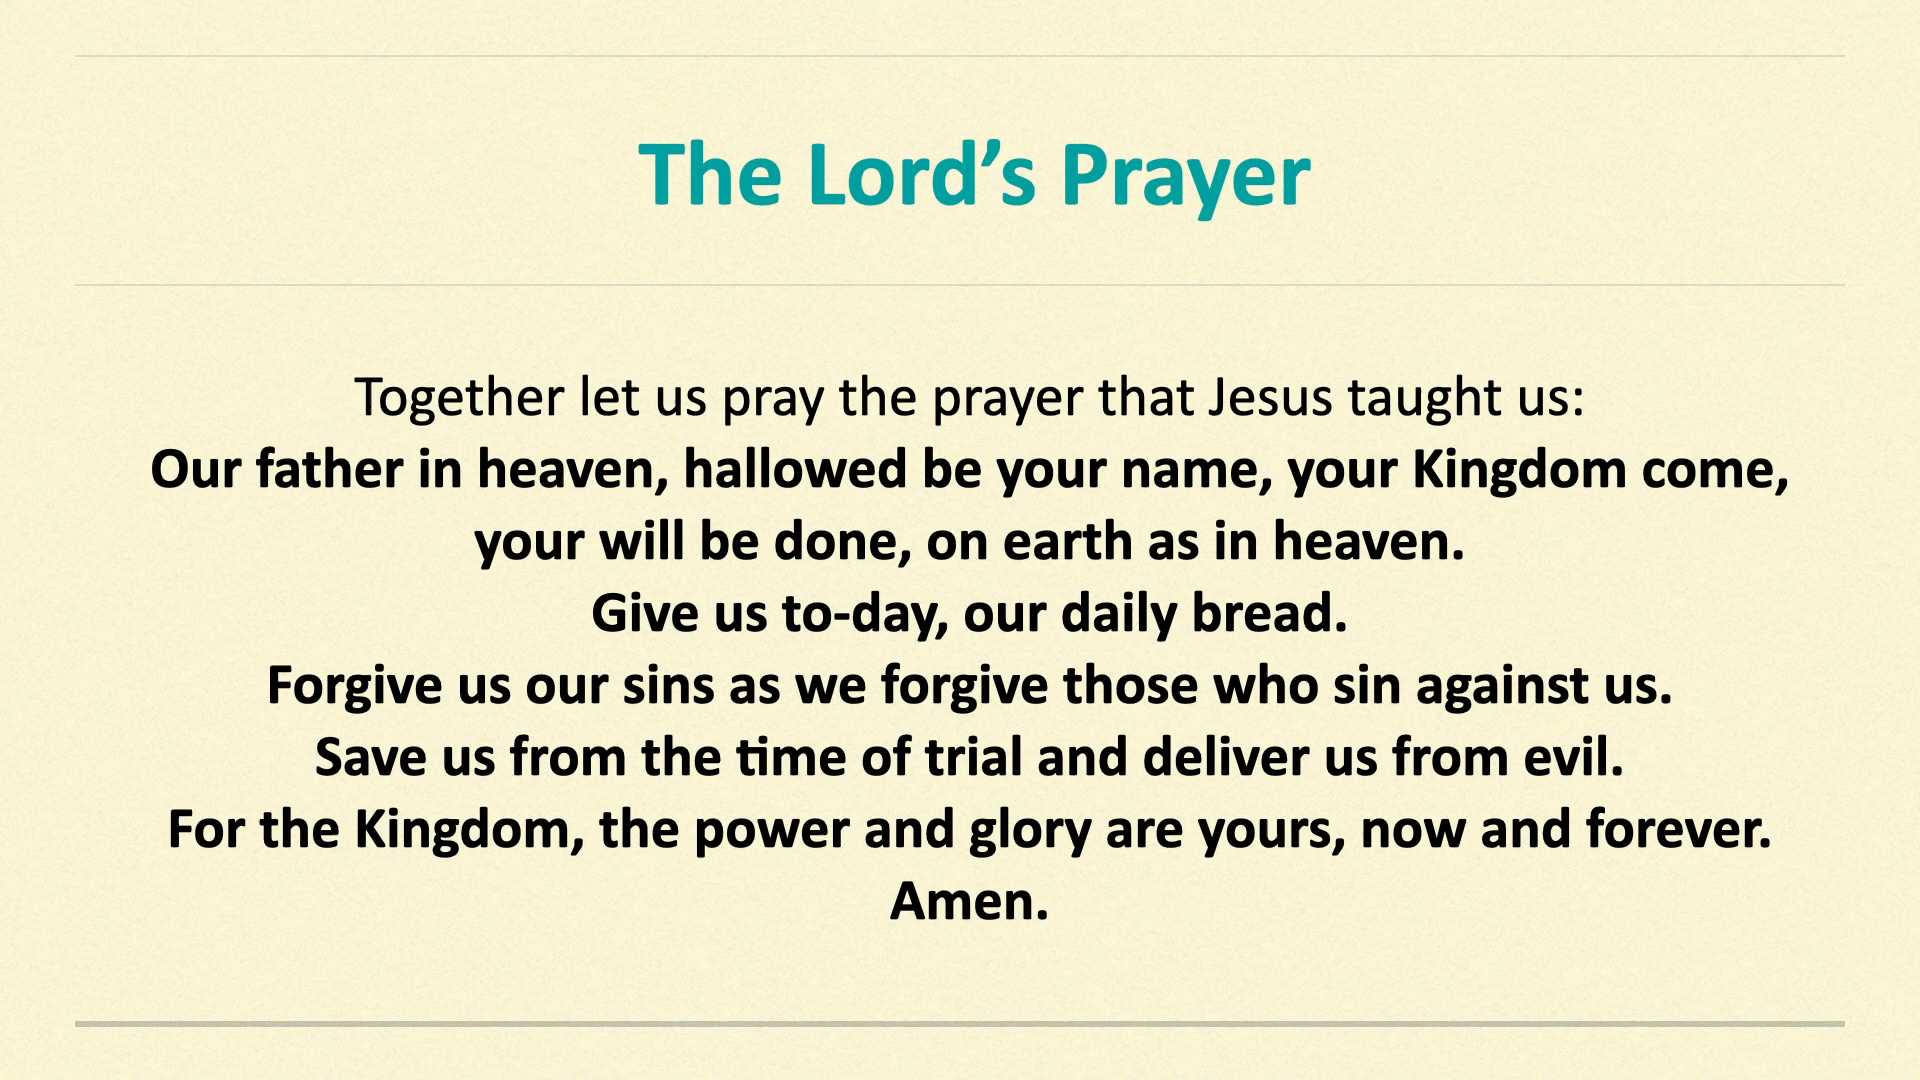 The Lord’s Prayer
Together let us pray the prayer that Jesus taught us:
Our father in heaven, hallowed be your name, your Kingdom come,
your will be done, on earth as in heaven.
Give us to-day, our daily bread.
Forgive us our sins as we forgive those who sin against us.
Save us from the time of trial and deliver us from evil.
For the Kingdom, the power and glory are yours, now and forever.
Amen.